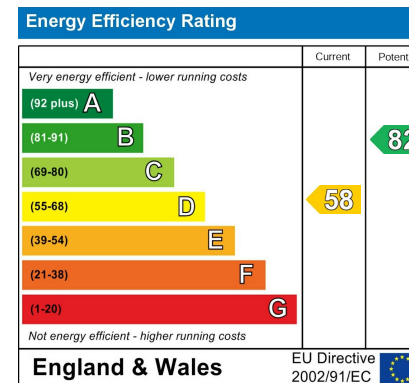 Energy Efficiency Rating
Current Potent
Very energy efficient - lower running costs
(92 plus) A
(81-91) B
82
(69-80) C
(55-68) D
58
(39-54) E
(21-38) F
(1-20) G
Not energy efficient - higher running costs
England & Wales
EU Directive
2002/91/EC